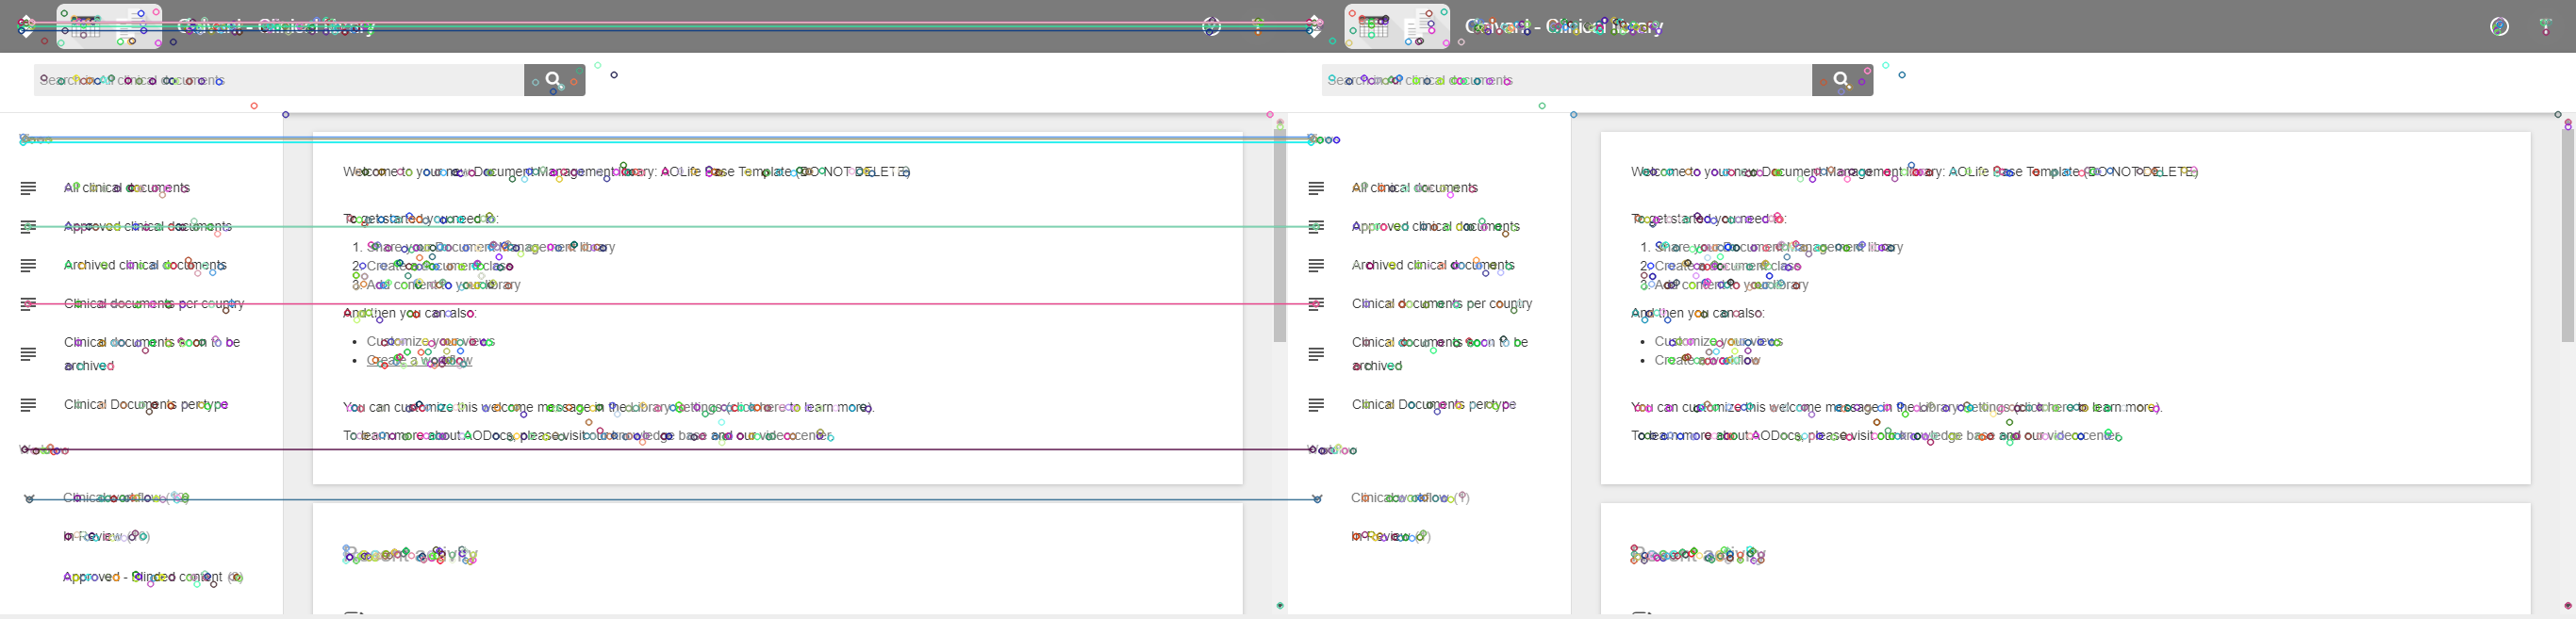 Calvant - Clinical library
Search in All clinical documents
Views
All clinical documents
Approved clinical documents
Archived clinical documents
Clinical documents per country
Clinical documents soon to be
archived
Clinical Documents per type
Workflow
Clinical workflow
In Review
Approved - Blinded content
Welcome to your new Document Management library: AOLife Base Template (DO NOT DELETE)
To get started you need to:
1. Share your Document Management library
2. Create a document class
3. Add content to your library
And then you can also:
• Customize your views
• Create a workflow
You can customize this welcome message in the Library Settings (click here to learn more).
To learn more about AODocs, please visit our knowledge base and our video center.
Recent activity
Calvant - Clinical library
Search in All clinical documents
Views
All clinical documents
Approved clinical documents
Archived clinical documents
Clinical documents per country
Clinical documents soon to be
archived
Clinical Documents per type
Workflow
Clinical workflow
In Review
Welcome to your new Document Management library: AOLife Base Template (DO NOT DELETE)
To get started you need to:
1. Share your Document Management library
2. Create a document class
3. Add content to your library
And then you can also:
• Customize your views
• Create a workflow
You can customize this welcome message in the Library Settings (click here to learn more).
To learn more about AODocs, please visit our knowledge base and our video center.
Recent activity